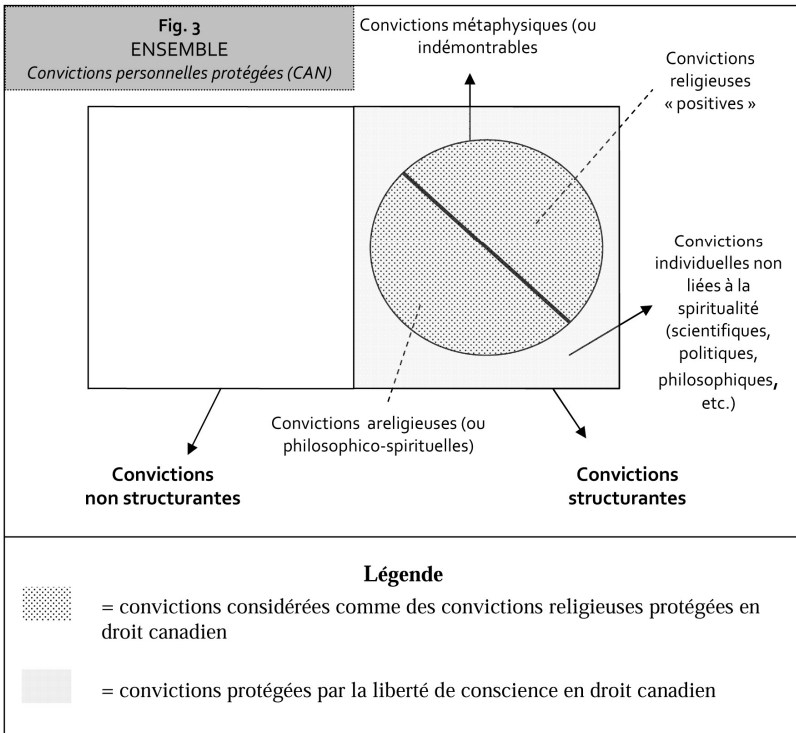 Fig. 3
ENSEMBLE
Convictions personnelles protégées (CAN)
Convictions métaphysiques (ou
indémontrables
Convictions
religieuses
« positives »
Convictions
individuelles non
liées à la
spiritualité
(scientifiques,
politiques,
philosophiques,
etc.)
Convictions areligieuses (ou
philosophico-spirituelles)
Convictions
non structurantes
Convictions
structurantes
Légende
= convictions considérées comme des convictions religieuses protégées en
droit canadien
= convictions protégées par la liberté de conscience en droit canadien